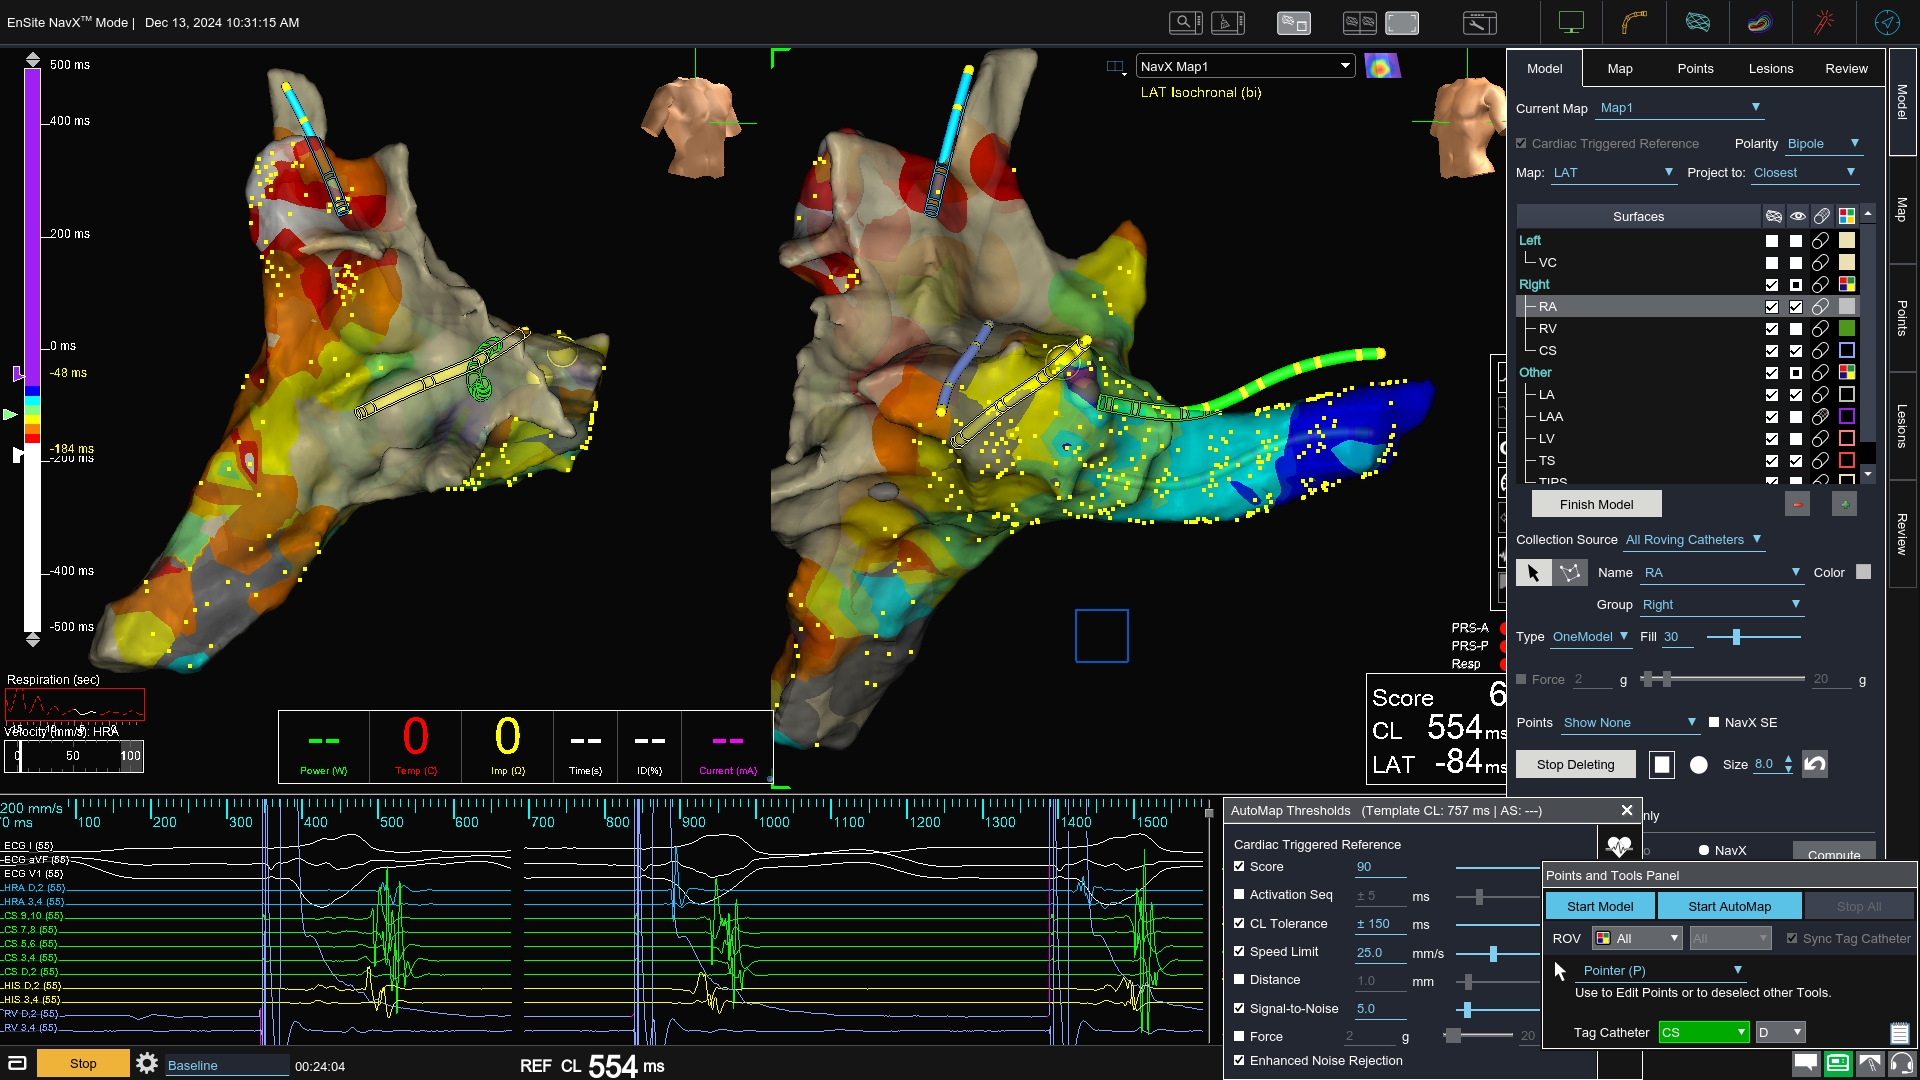 EnSite NavX™ Mode | Dec 13, 2024 10:31:15 AM
500 ms
400 ms
200 ms
0 ms
-48 ms
-184 ms
-200 ms
-400 ms
-500 ms
Respiration (sec)
Velocity (mm/s): HRA
0 50 100
-- 0 0 -- -- --
Power (W) Temp (C) Imp (Ω) Time(s) ID(%) Current (mA)
NavX Map1
LAT Isochronal (bi)
PRS-A
PRS-P
Resp
Score 6
CL 554 ms
LAT -84 ms
Model Map Points Lesions Review
Current Map Map1
Cardiac Triggered Reference Polarity Bipole
Map: LAT Project to: Closest
Surfaces
Left
VC
Right
RA
RV
CS
Other
LA
LAA
LV
TS
TIPS
Finish Model
Collection Source All Roving Catheters
Name RA Color
Group Right
Type OneModel Fill 30
Force 2 g 20 g
Points Show None NavX SE
Stop Deleting Size 8.0
nly
o NavX Compute
Model
Map
Points
Lesions
Review
200 mm/s
0 ms 100 200 300 400 500 600 700 800 900 1000 1100 1200 1300 1400 1500
ECG I (55)
ECG aVF (55)
ECG V1 (55)
HRA D,2 (55)
HRA 3,4 (55)
CS 9,10 (55)
CS 7,8 (55)
CS 5,6 (55)
CS 3,4 (55)
CS D,2 (55)
HIS D,2 (55)
HIS 3,4 (55)
RV D,2 (55)
RV 3,4 (55)
AutoMap Thresholds (Template CL: 757 ms | AS: ---)
Cardiac Triggered Reference
Score 90
Activation Seq ± 5 ms
CL Tolerance ± 150 ms
Speed Limit 25.0 mm/s
Distance 1.0 mm
Signal-to-Noise 5.0
Force 2 g 20
Enhanced Noise Rejection
Points and Tools Panel
Start Model Start AutoMap Stop All
ROV All All Sync Tag Catheter
Pointer (P)
Use to Edit Points or to deselect other Tools.
Tag Catheter CS D
Stop Baseline 00:24:04 REF CL 554 ms